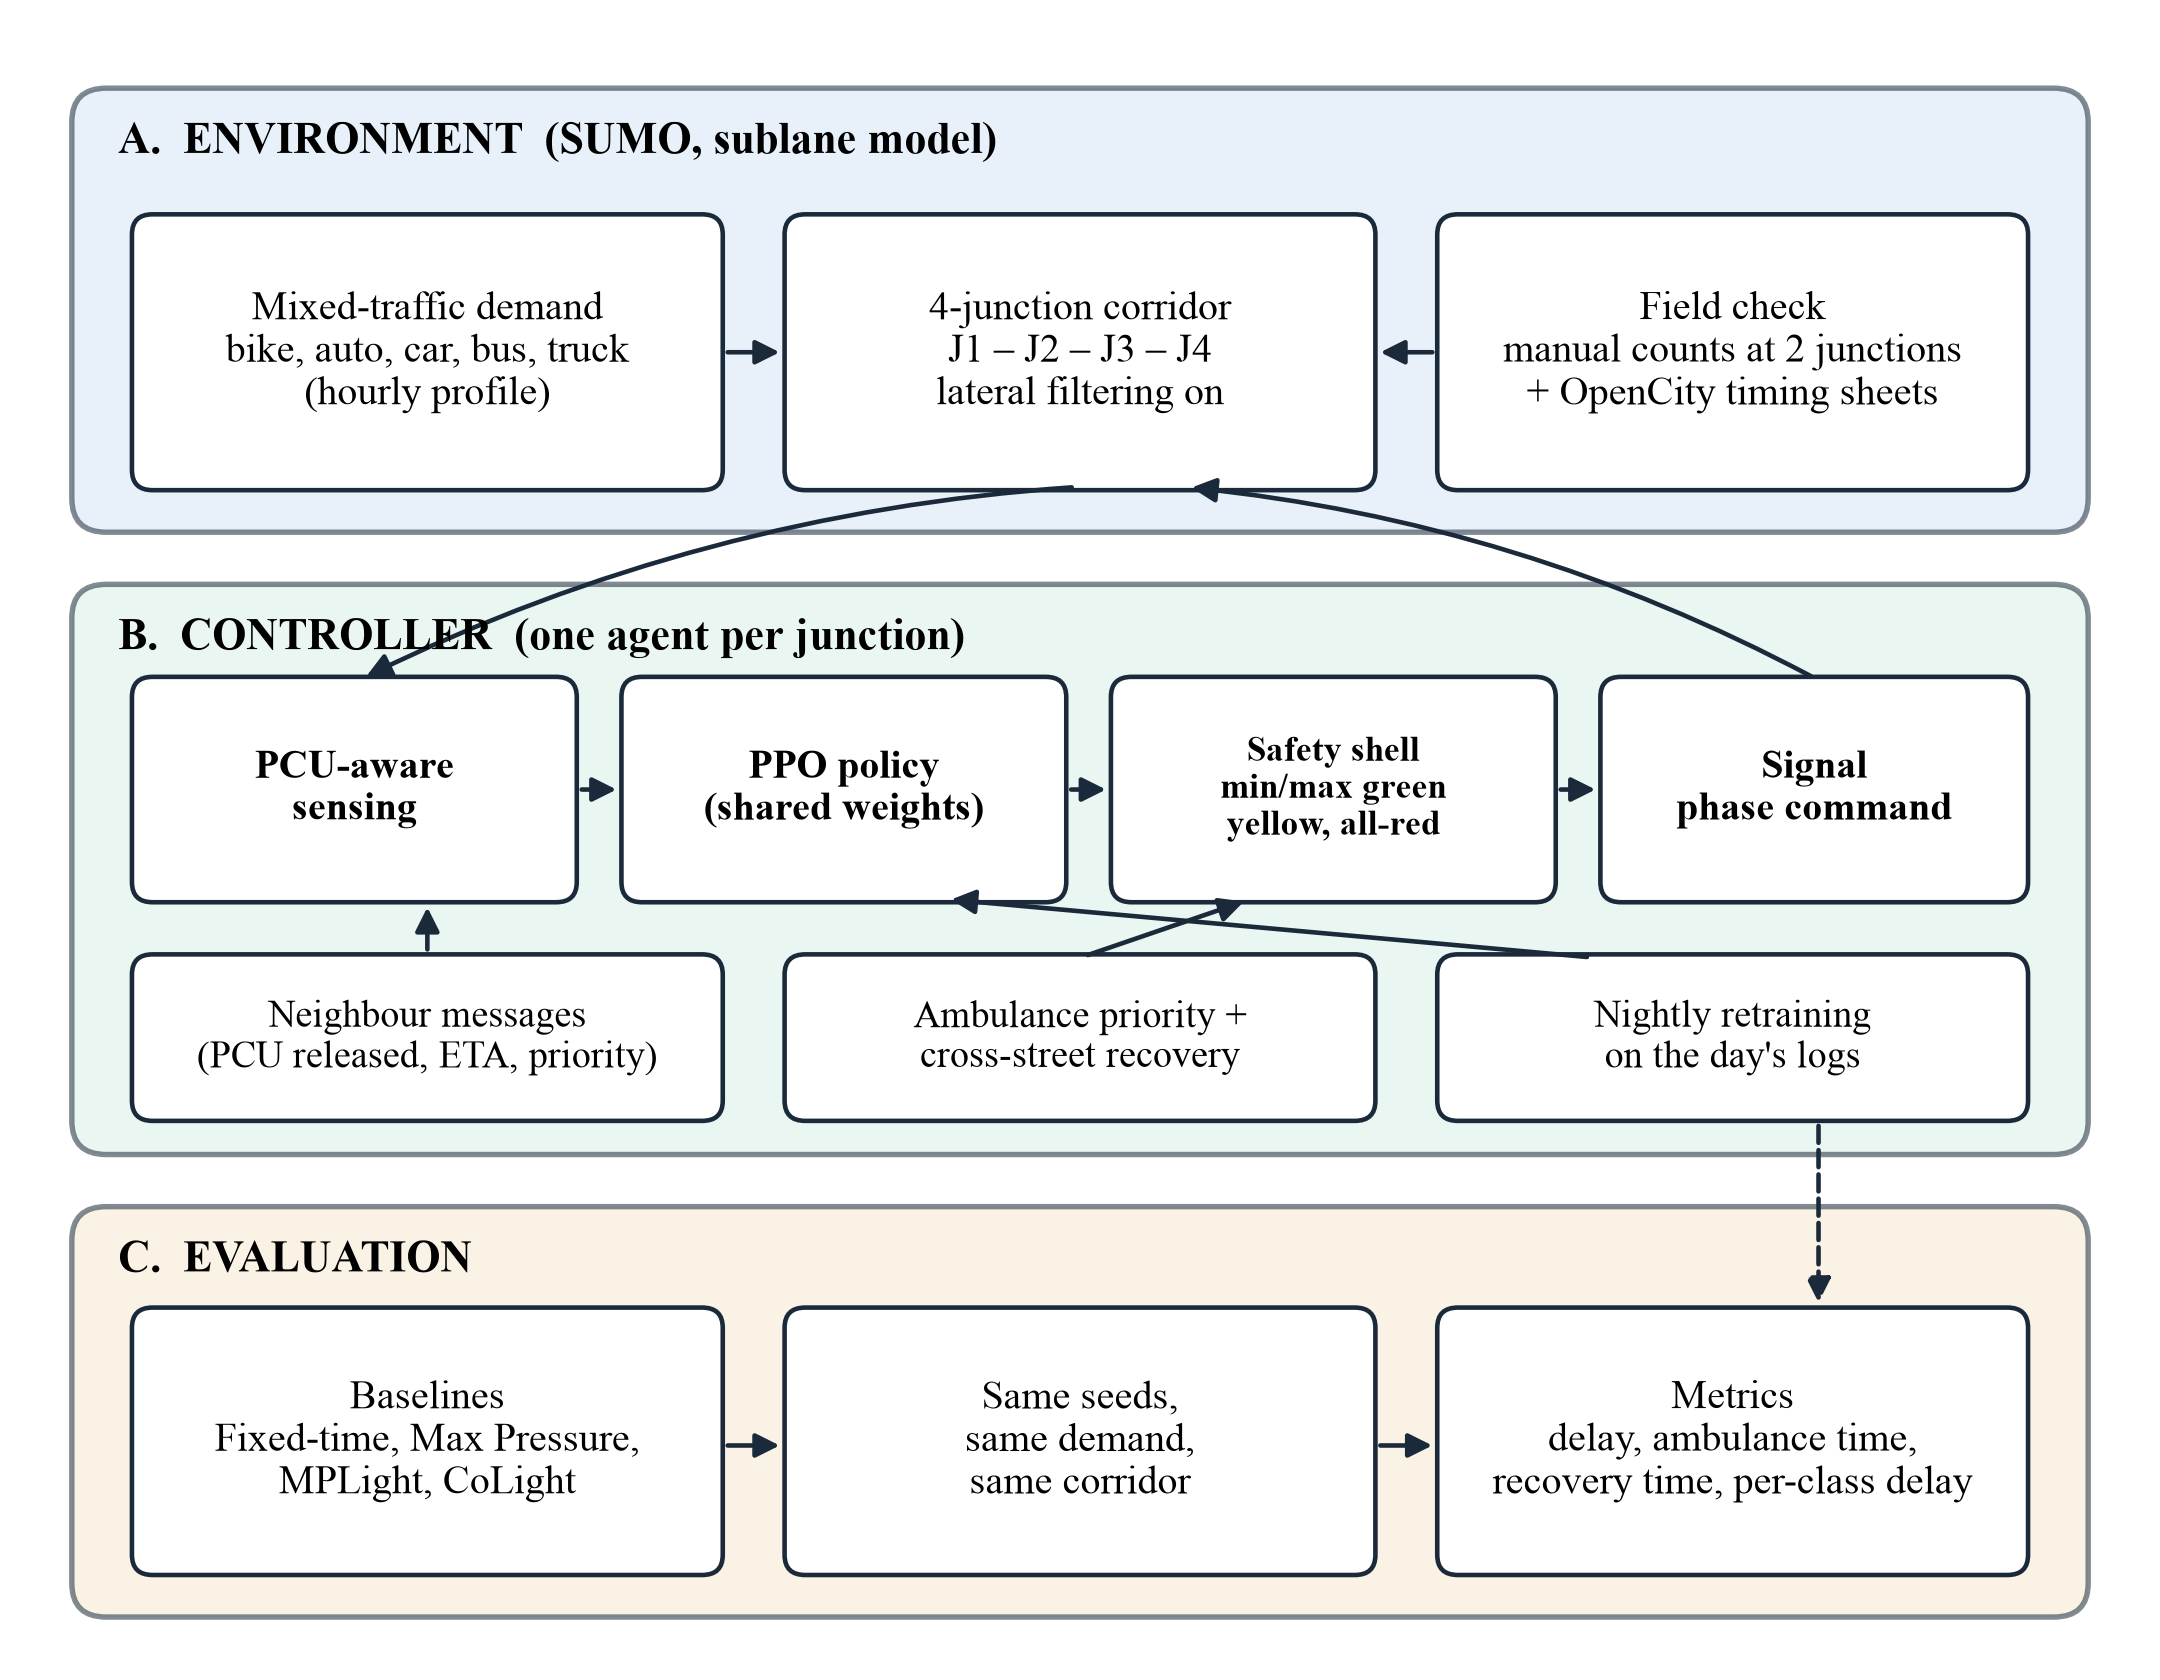 A. ENVIRONMENT (SUMO, sublane model)
Mixed-traffic demand
bike, auto, car, bus, truck
(hourly profile)
4-junction corridor
J1 – J2 – J3 – J4
lateral filtering on
Field check
manual counts at 2 junctions
+ OpenCity timing sheets
B. CONTROLLER (one agent per junction)
PCU-aware
sensing
PPO policy
(shared weights)
Safety shell
min/max green
yellow, all-red
Signal
phase command
Neighbour messages
(PCU released, ETA, priority)
Ambulance priority +
cross-street recovery
Nightly retraining
on the day's logs
C. EVALUATION
Baselines
Fixed-time, Max Pressure,
MPLight, CoLight
Same seeds,
same demand,
same corridor
Metrics
delay, ambulance time,
recovery time, per-class delay